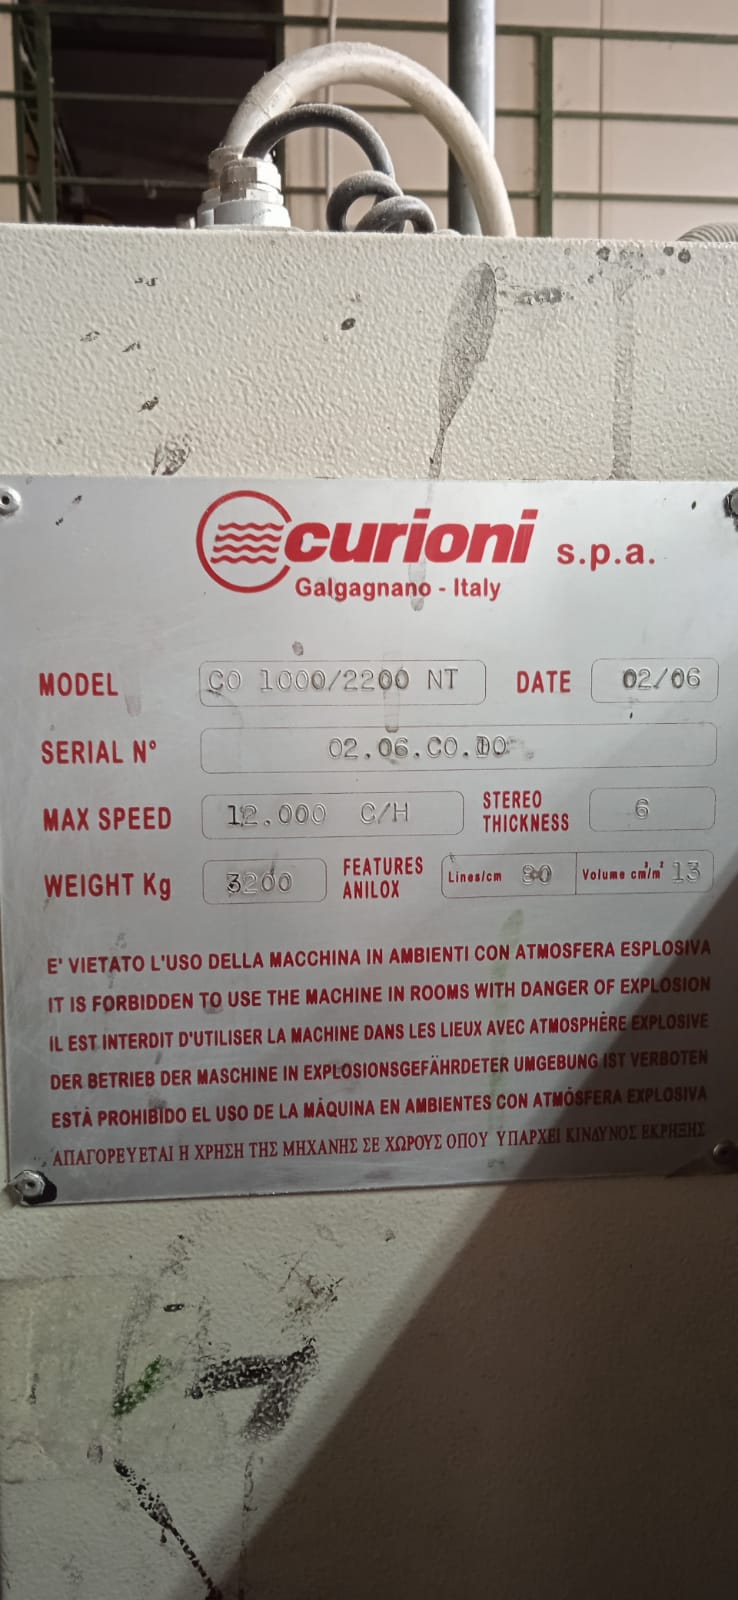 curioni s.p.a.
Galgagnano - Italy
MODEL CO 1000/2200 NT DATE 02/06
SERIAL N° 02.06.CO.
MAX SPEED 12.000 C/H STEREO THICKNESS 6
WEIGHT Kg 3200 FEATURES ANILOX Lines/cm Volume cm³/m² 13
E' VIETATO L'USO DELLA MACCHINA IN AMBIENTI CON ATMOSFERA ESPLOSIVA
IT IS FORBIDDEN TO USE THE MACHINE IN ROOMS WITH DANGER OF EXPLOSION
IL EST INTERDIT D'UTILISER LA MACHINE DANS LES LIEUX AVEC ATMOSPHÈRE EXPLOSIVE
DER BETRIEB DER MASCHINE IN EXPLOSIONSGEFÄHRDETER UMGEBUNG IST VERBOTEN
ESTÀ PROHIBIDO EL USO DE LA MÀQUINA EN AMBIENTES CON ATMÓSFERA EXPLOSIVA
ΑΠΑΓΟΡΕΥΕΤΑΙ Η ΧΡΗΣΗ ΤΗΣ ΜΗΧΑΝΗΣ ΣΕ ΧΩΡΟΥΣ ΟΠΟΥ ΥΠΑΡΧΕΙ ΚΙΝΔΥΝΟΣ ΕΚΡΗΞΗΣ